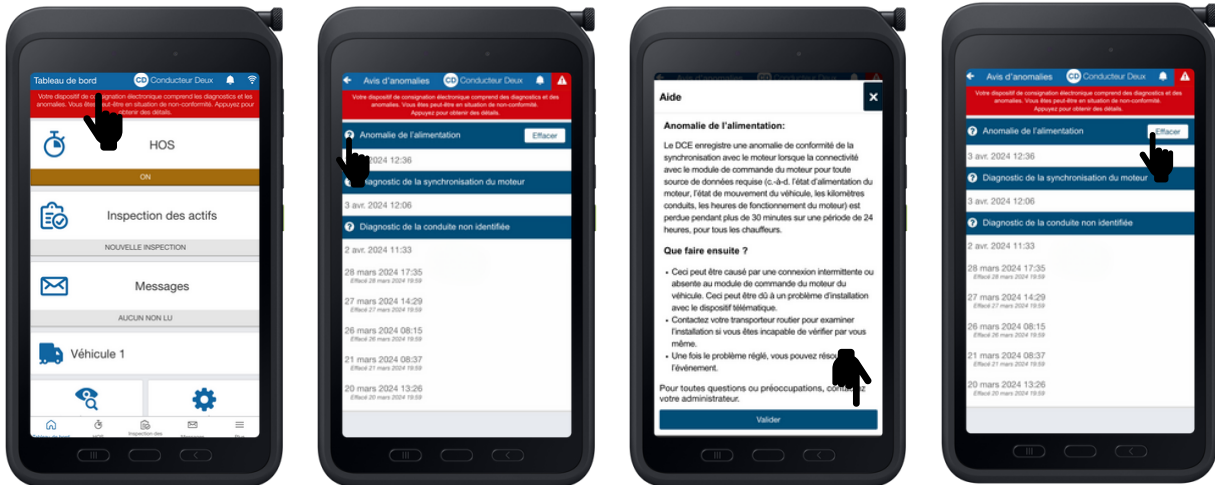 Tableau de bord
CD Conducteur Deux
Votre dispositif de consignation électronique comprend les diagnostics et les
anomalies. Vous êtes peut-être en situation de non-conformité. Appuyez pour
obtenir des détails.
HOS
ON
Inspection des actifs
NOUVELLE INSPECTION
Messages
AUCUN NON LU
Véhicule 1
HOS
Avis d'anomalies
CD Conducteur Deux
Votre dispositif de consignation électronique comprend les diagnostics et les
anomalies. Vous êtes peut-être en situation de non-conformité.
Appuyez pour obtenir des détails.
Anomalie de l'alimentation
Effacer
2024 12:36
Diagnostic de la synchronisation du moteur
3 avr. 2024 12:06
Diagnostic de la conduite non identifiée
2 avr. 2024 11:33
28 mars 2024 17:35
Effacé 28 mars 2024 19:59
27 mars 2024 14:29
Effacé 27 mars 2024 19:59
26 mars 2024 08:15
Effacé 26 mars 2024 19:59
21 mars 2024 08:37
Effacé 21 mars 2024 19:59
20 mars 2024 13:26
Effacé 20 mars 2024 19:59
Aide
Anomalie de l'alimentation:
Le DCE enregistre une anomalie de conformité de la
synchronisation avec le moteur lorsque la connectivité
avec le module de commande du moteur pour toute
source de données requise (c.-à-d. l'état d'alimentation du
moteur, l'état de mouvement du véhicule, les kilomètres
conduits, les heures de fonctionnement du moteur) est
perdue pendant plus de 30 minutes sur une période de 24
heures, pour tous les chauffeurs.
Que faire ensuite ?
• Ceci peut être causé par une connexion intermittente ou
absente au module de commande du moteur du
véhicule. Ceci peut être dû à un problème d'installation
avec le dispositif télématique.
• Contactez votre transporteur routier pour examiner
l'installation si vous êtes incapable de vérifier par vous
même.
• Une fois le problème réglé, vous pouvez
l'événement.
Pour toutes questions ou préoccupations,
votre administrateur.
Valider
Avis d'anomalies
CD Conducteur Deux
Votre dispositif de consignation électronique comprend les diagnostics et les
anomalies. Vous êtes peut-être en situation de non-conformité.
Appuyez pour obtenir des détails.
Anomalie de l'alimentation
Effacer
3 avr. 2024 12:36
Diagnostic de la synchronisation du moteur
3 avr. 2024 12:06
Diagnostic de la conduite non identifiée
2 avr. 2024 11:33
28 mars 2024 17:35
Effacé 28 mars 2024 19:59
27 mars 2024 14:29
Effacé 27 mars 2024 19:59
26 mars 2024 08:15
Effacé 26 mars 2024 19:59
21 mars 2024 08:37
Effacé 21 mars 2024 19:59
20 mars 2024 13:26
Effacé 20 mars 2024 19:59